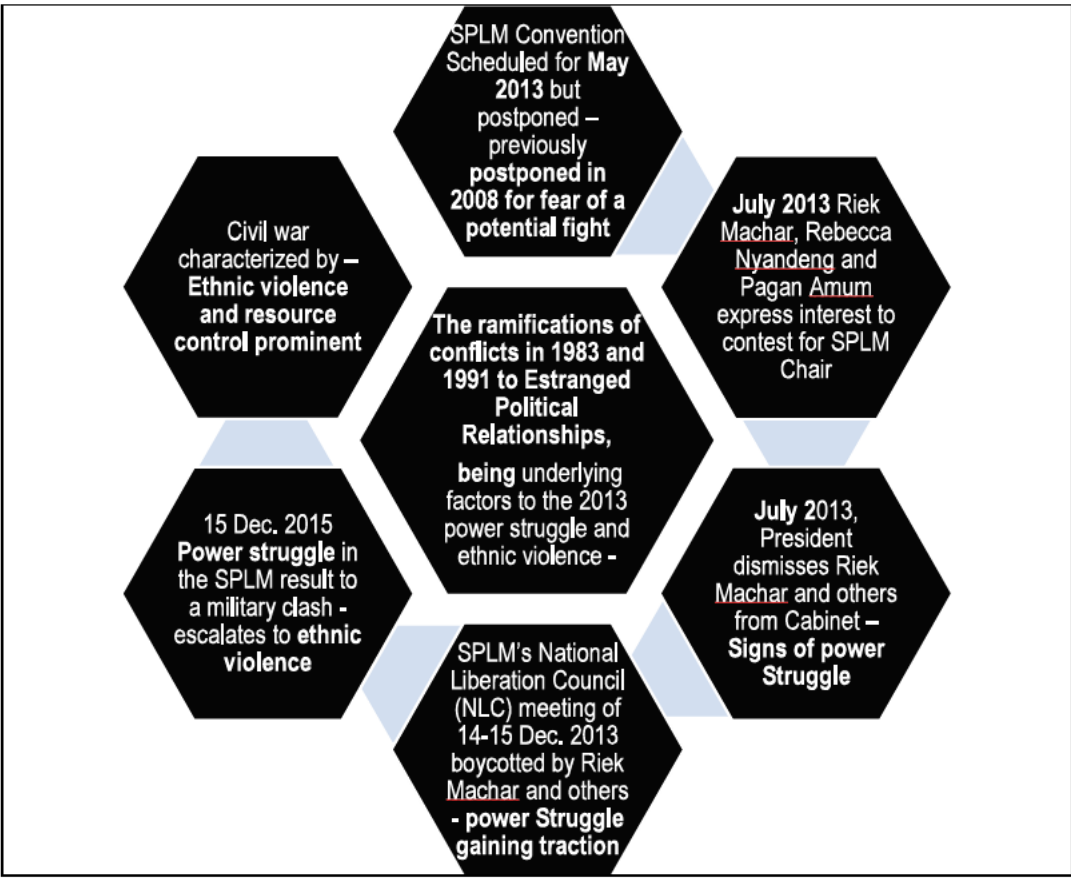 SPLM Convention
Scheduled for May
2013 but
postponed –
previously
postponed in
2008 for fear of a
potential fight
July 2013 Riek
Machar, Rebecca
Nyandeng and
Pagan Amum
express interest to
contest for SPLM
Chair
July 2013,
President
dismisses Riek
Machar and others
from Cabinet –
Signs of power
Struggle
SPLM's National
Liberation Council
(NLC) meeting of
14-15 Dec. 2013
boycotted by Riek
Machar and others
- power Struggle
gaining traction
15 Dec. 2015
Power struggle in
the SPLM result to
a military clash -
escalates to ethnic
violence
Civil war
characterized by –
Ethnic violence
and resource
control prominent
The ramifications of
conflicts in 1983 and
1991 to Estranged
Political
Relationships,
being underlying
factors to the 2013
power struggle and
ethnic violence -